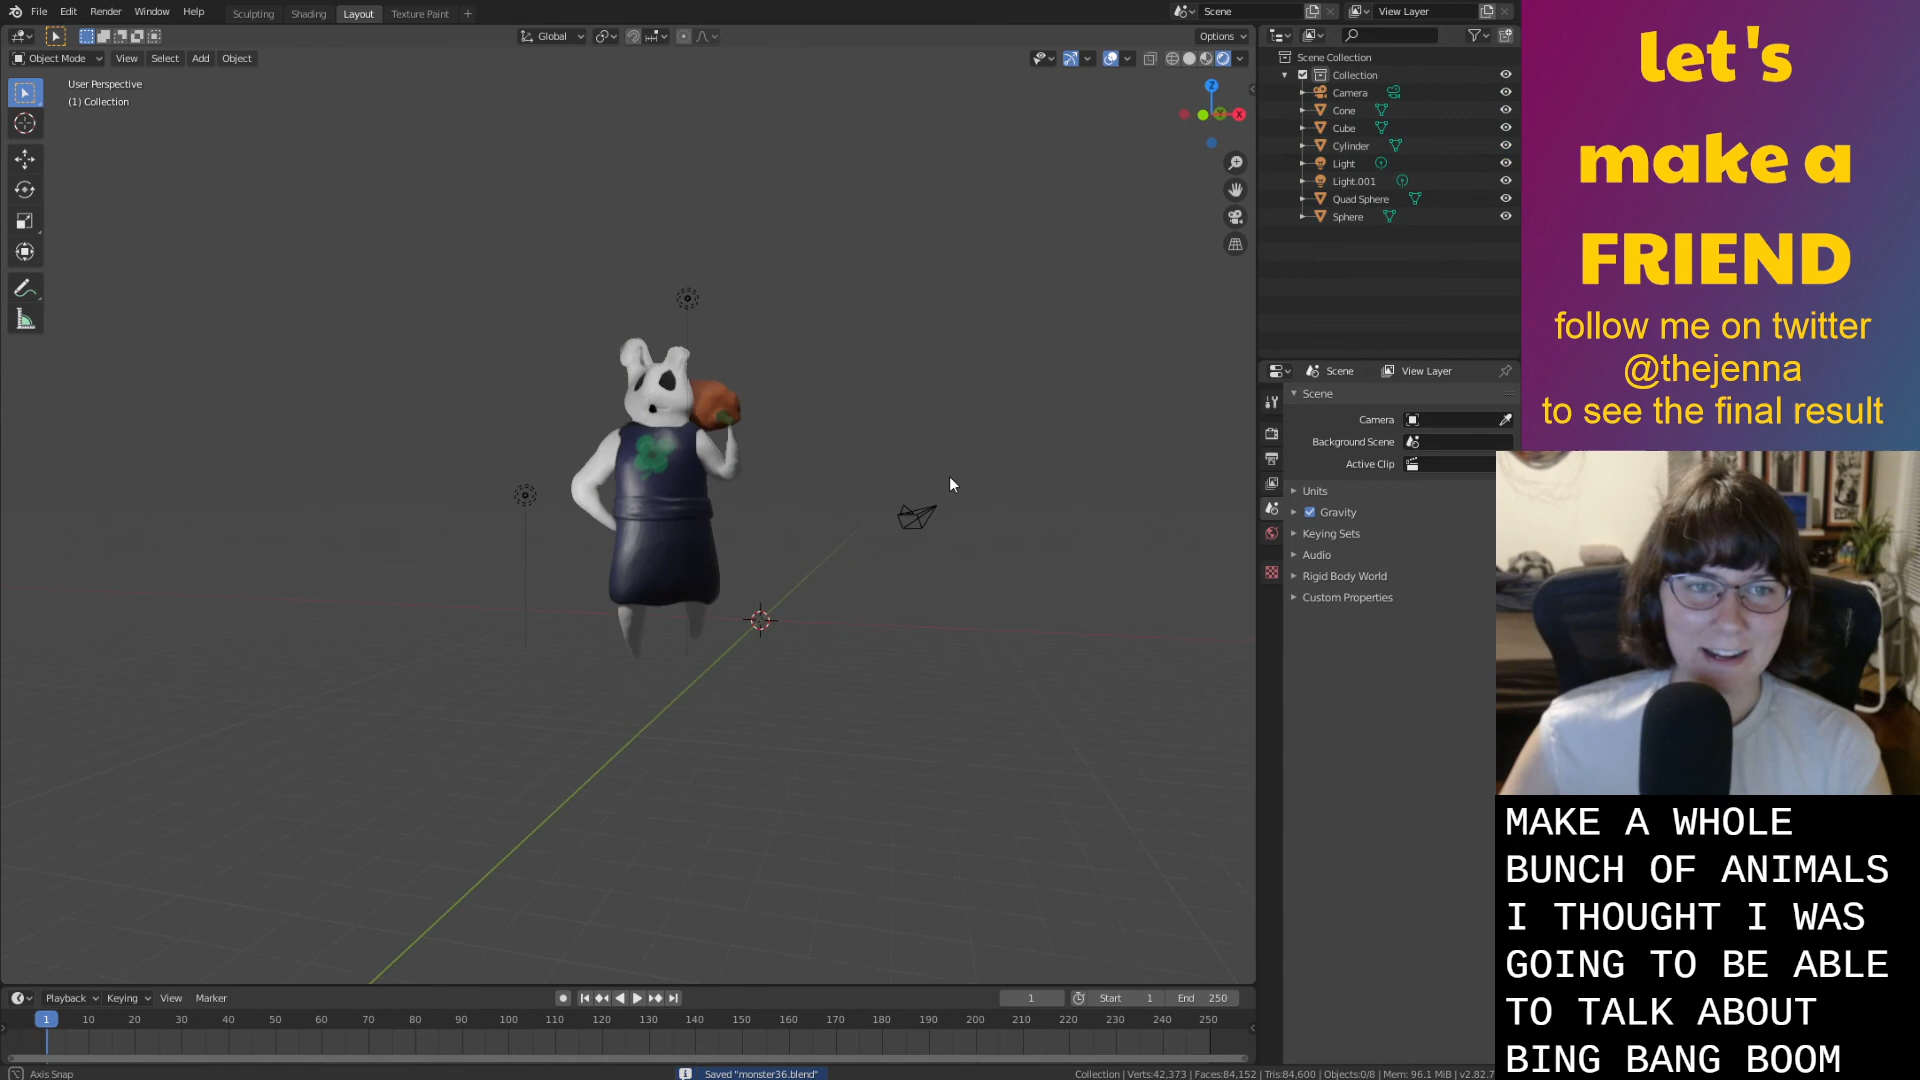 File Edit Render Window Help Sculpting Shading Layout Texture Paint + Scene View Layer
Global Options
Object Mode View Select Add Object
User Perspective
(1) Collection
Z
Y
X
Scene Collection
Collection
Camera
Cone
Cube
Cylinder
Light
Light.001
Quad Sphere
Sphere
Scene View Layer
Scene
Camera
Background Scene
Active Clip
Units
Gravity
Keying Sets
Audio
Rigid Body World
Custom Properties
let's
make a
FRIEND
follow me on twitter
@thejenna
to see the final result
MAKE A WHOLE
BUNCH OF ANIMALS
I THOUGHT I WAS
GOING TO BE ABLE
TO TALK ABOUT
BING BANG BOOM
Playback Keying View Marker 1 Start 1 End 250
1 10 20 30 40 50 60 70 80 90 100 110 120 130 140 150 160 170 180 190 200 210 220 230 240 250
Axis Snap Saved "monster36.blend" Collection | Verts:42,373 | Faces:84,152 | Tris:84,600 | Objects:0/8 | Mem: 96.1 MiB | v2.82.7